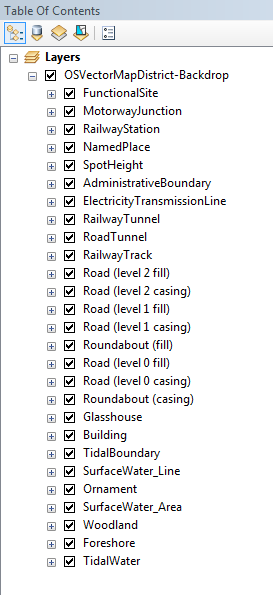 Table Of Contents
Layers
OSVectorMapDistrict-Backdrop
FunctionalSite
MotorwayJunction
RailwayStation
NamedPlace
SpotHeight
AdministrativeBoundary
ElectricityTransmissionLine
RailwayTunnel
RoadTunnel
RailwayTrack
Road (level 2 fill)
Road (level 2 casing)
Road (level 1 fill)
Road (level 1 casing)
Roundabout (fill)
Road (level 0 fill)
Road (level 0 casing)
Roundabout (casing)
Glasshouse
Building
TidalBoundary
SurfaceWater_Line
Ornament
SurfaceWater_Area
Woodland
Foreshore
TidalWater